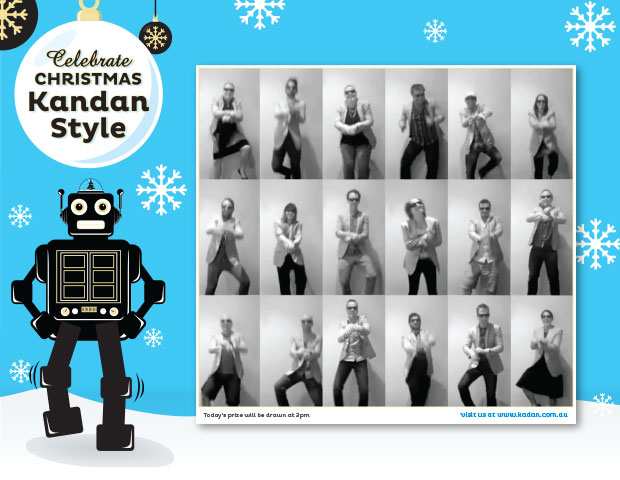 Celebrate
CHRISTMAS
Kandan
Style
Today's prize will be drawn at 3pm
visit us at www.kadan.com.au